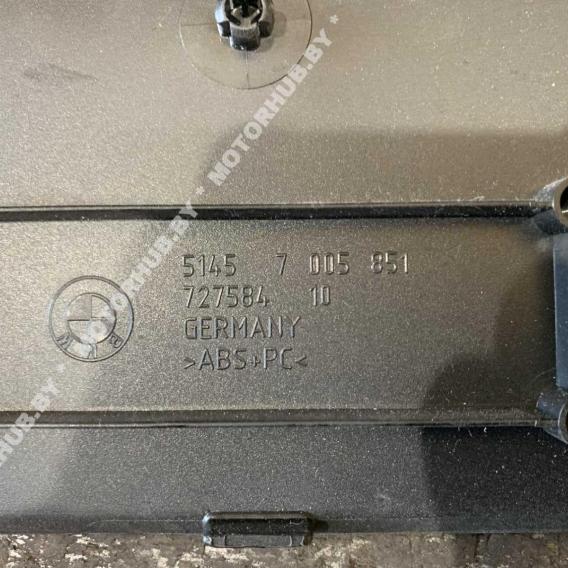 MOTORHUB.BY * MOTORHUB.BY *
5145 7 005 851
727584 10
GERMANY
>ABS+PC<
BMW